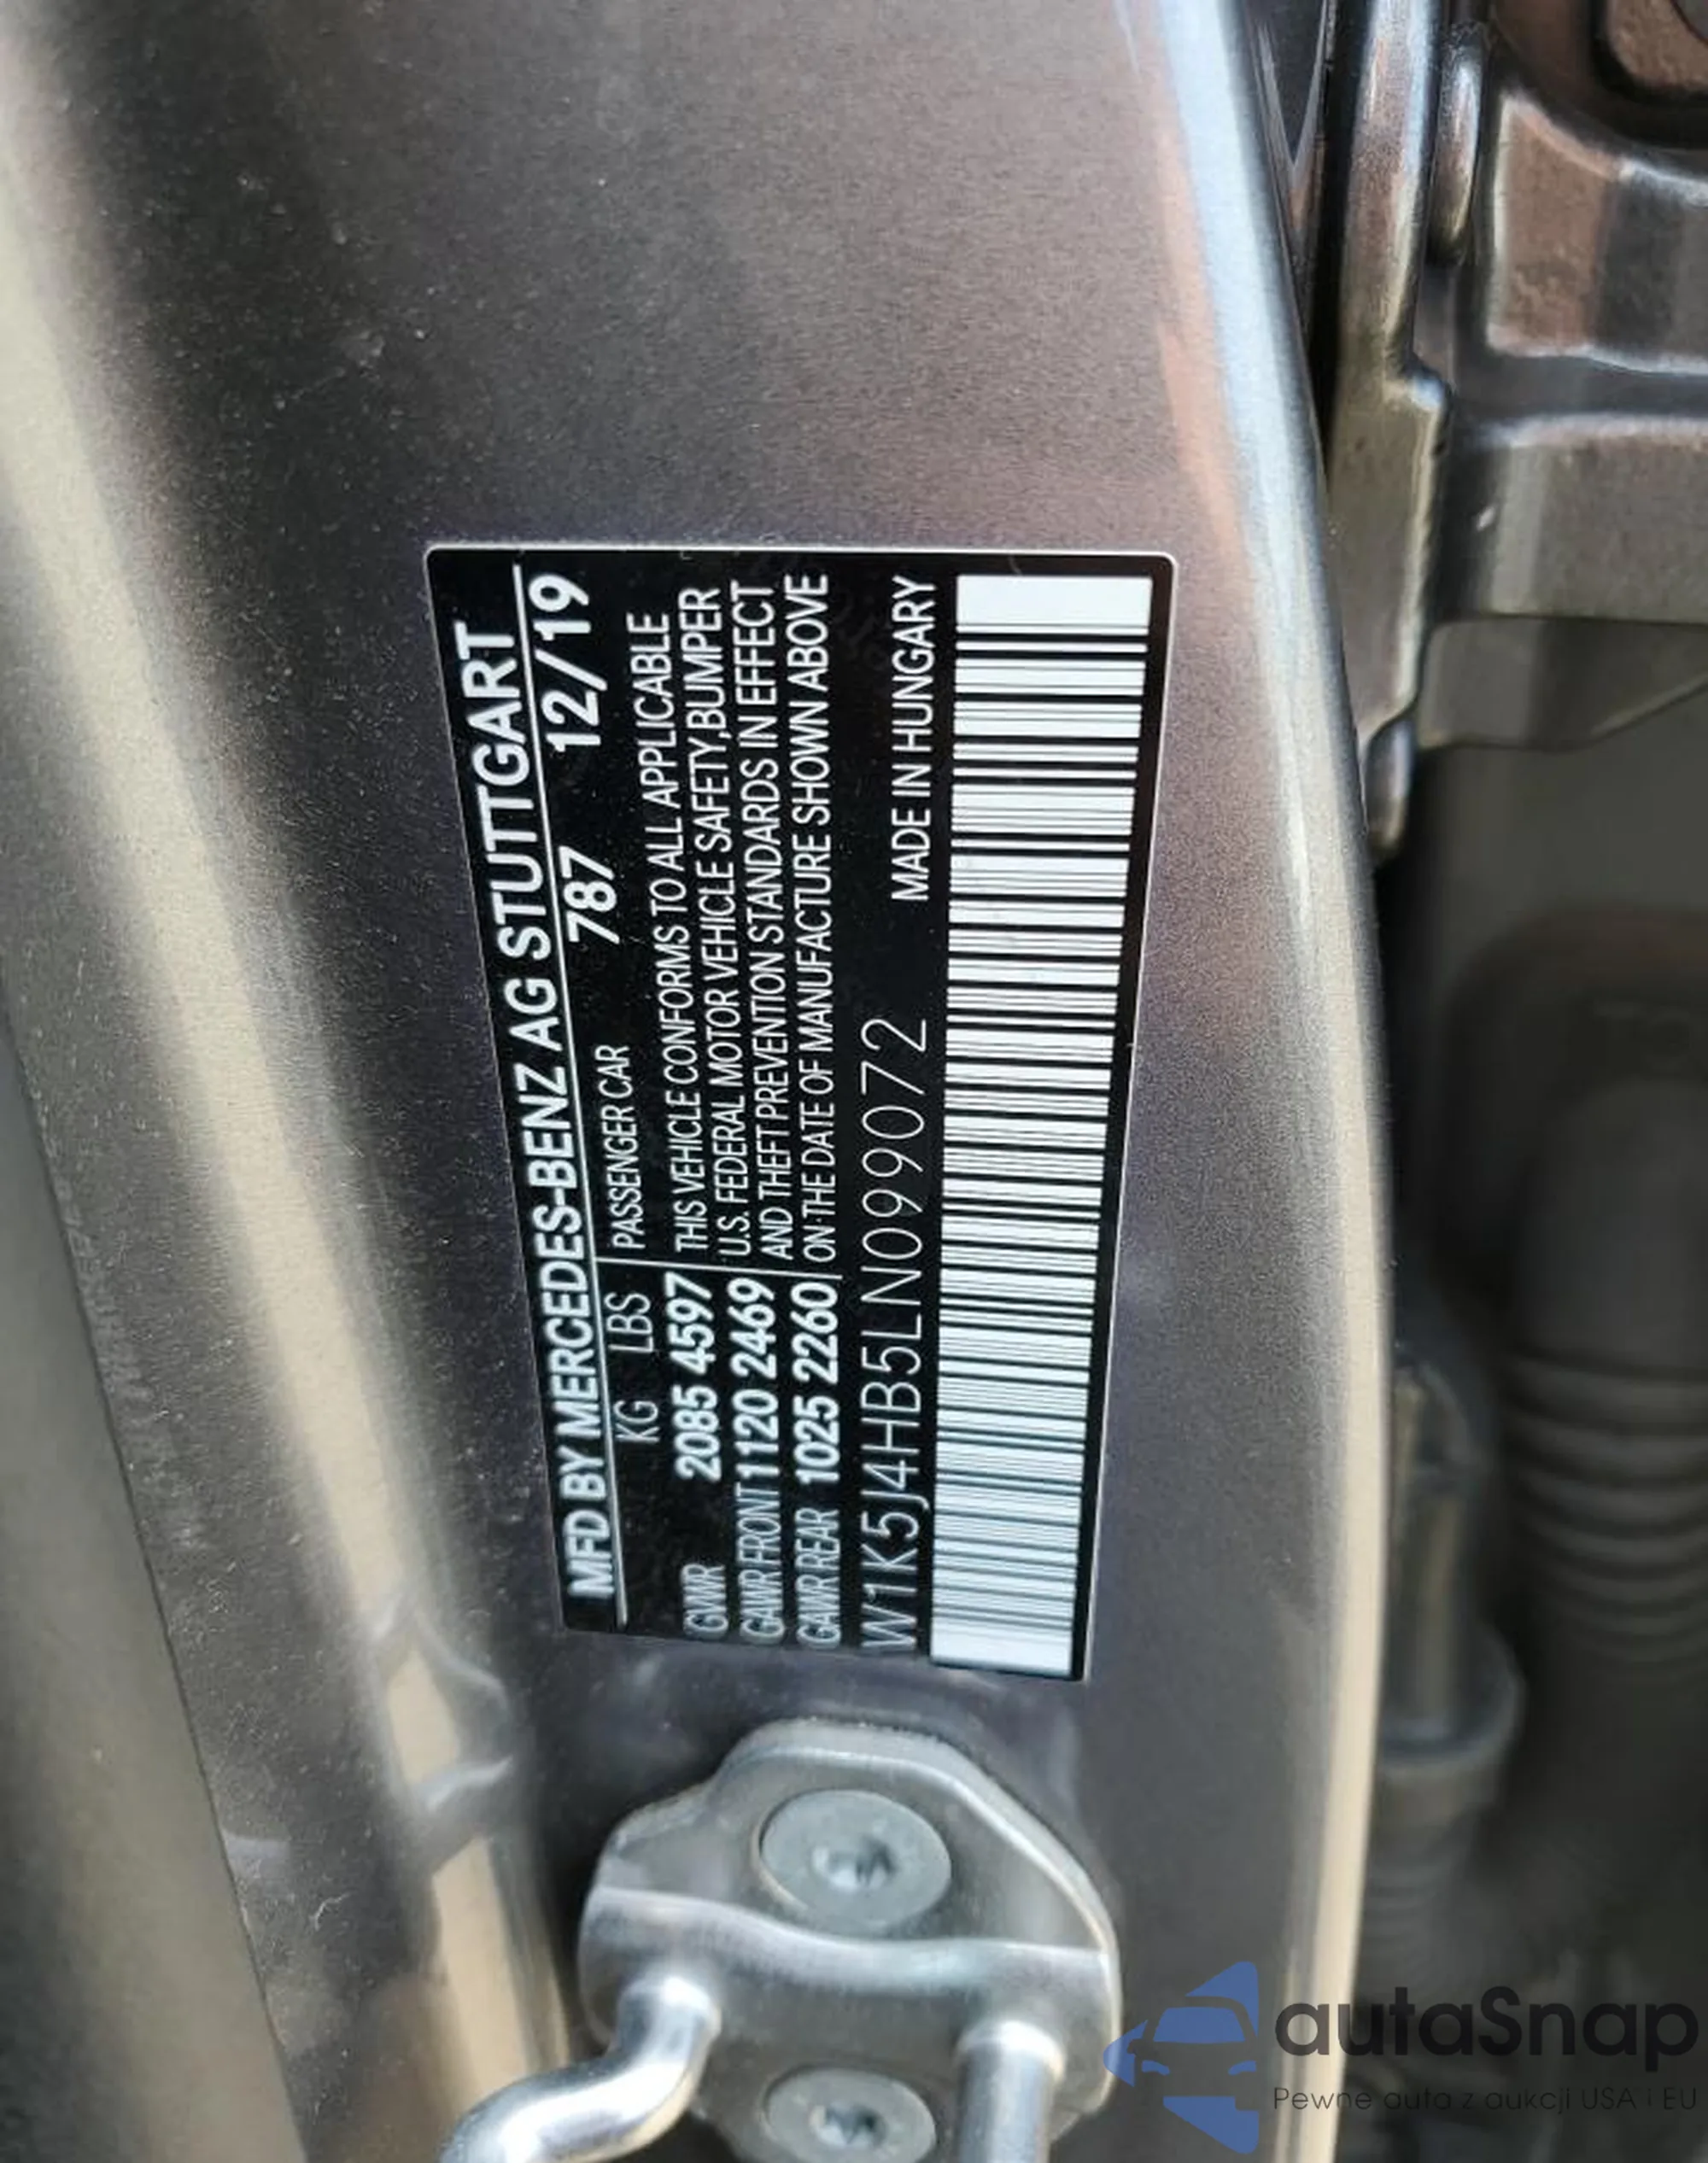 MFD BY MERCEDES-BENZ AG STUTTGART
KG LBS PASSENGER CAR 787 12/19
GWR 2085 4597 THIS VEHICLE CONFORMS TO ALL APPLICABLE
GAWR FRONT 1120 2469 U.S. FEDERAL MOTOR VEHICLE SAFETY,BUMPER
GAWR REAR 1025 2260 AND THEFT PREVENTION STANDARDS IN EFFECT
ON THE DATE OF MANUFACTURE SHOWN ABOVE
W1K5J4HB5LN099072 MADE IN HUNGARY
autaSnap
Pewne auta z aukcji USA i EU